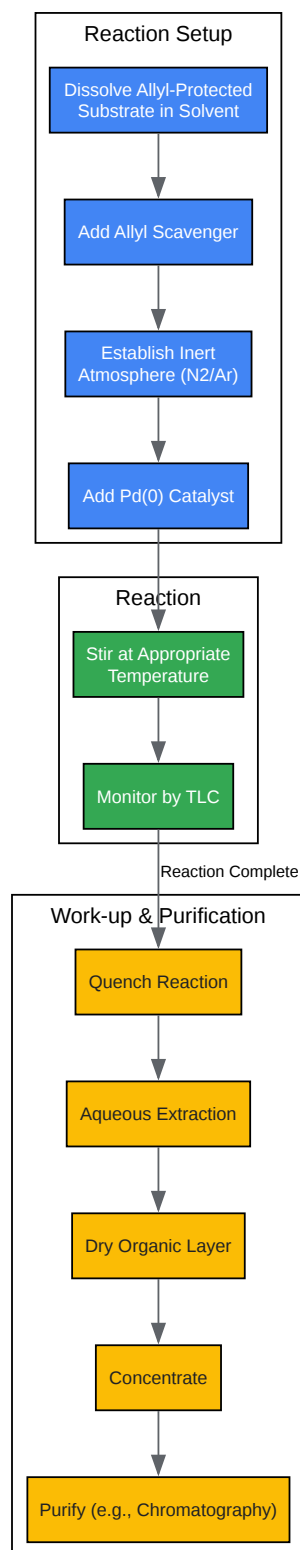 Reaction Setup
Dissolve Allyl-Protected
Substrate in Solvent
Add Allyl Scavenger
Establish Inert
Atmosphere (N2/Ar)
Add Pd(0) Catalyst
Reaction
Stir at Appropriate
Temperature
Monitor by TLC
Reaction Complete
Work-up & Purification
Quench Reaction
Aqueous Extraction
Dry Organic Layer
Concentrate
Purify (e.g., Chromatography)